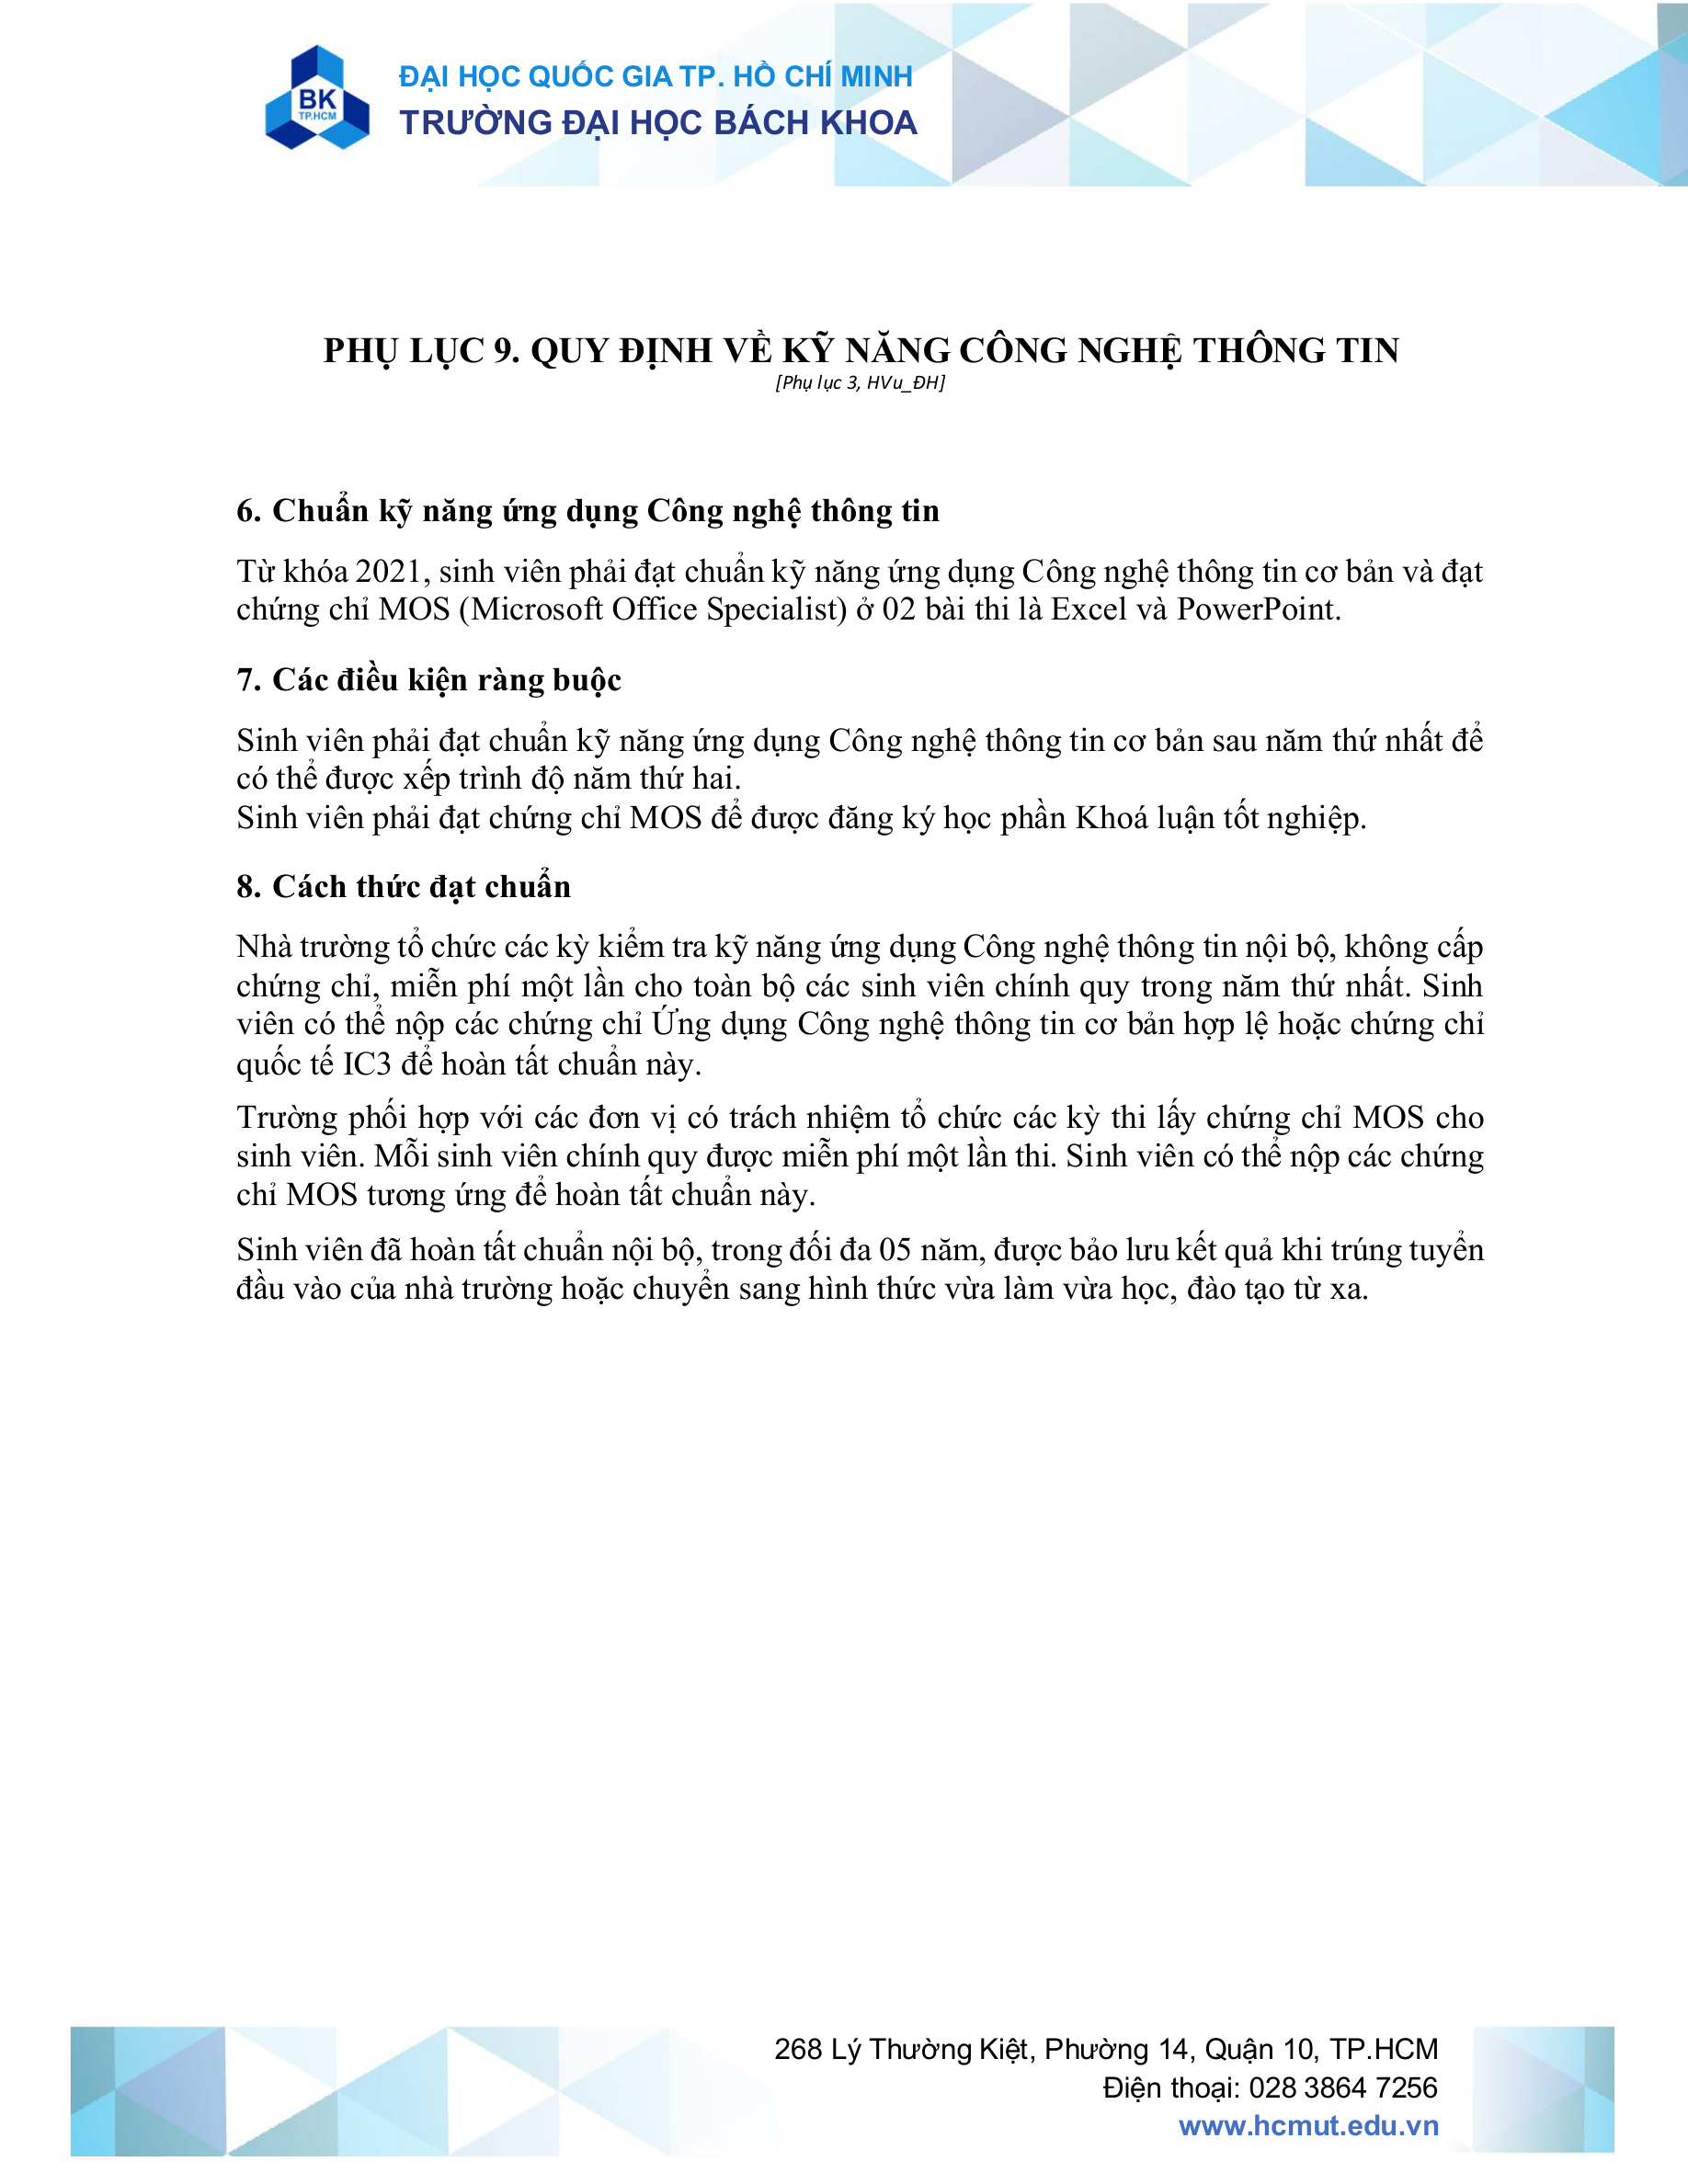 BK
TP.HCM
ĐẠI HỌC QUỐC GIA TP. HỒ CHÍ MINH
TRƯỜNG ĐẠI HỌC BÁCH KHOA
PHỤ LỤC 9. QUY ĐỊNH VỀ KỸ NĂNG CÔNG NGHỆ THÔNG TIN
[Phụ lục 3, HVu_ĐH]
6. Chuẩn kỹ năng ứng dụng Công nghệ thông tin
Từ khóa 2021, sinh viên phải đạt chuẩn kỹ năng ứng dụng Công nghệ thông tin cơ bản và đạt
chứng chỉ MOS (Microsoft Office Specialist) ở 02 bài thi là Excel và PowerPoint.
7. Các điều kiện ràng buộc
Sinh viên phải đạt chuẩn kỹ năng ứng dụng Công nghệ thông tin cơ bản sau năm thứ nhất để
có thể được xếp trình độ năm thứ hai.
Sinh viên phải đạt chứng chỉ MOS để được đăng ký học phần Khoá luận tốt nghiệp.
8. Cách thức đạt chuẩn
Nhà trường tổ chức các kỳ kiểm tra kỹ năng ứng dụng Công nghệ thông tin nội bộ, không cấp
chứng chỉ, miễn phí một lần cho toàn bộ các sinh viên chính quy trong năm thứ nhất. Sinh
viên có thể nộp các chứng chỉ Ứng dụng Công nghệ thông tin cơ bản hợp lệ hoặc chứng chỉ
quốc tế IC3 để hoàn tất chuẩn này.
Trường phối hợp với các đơn vị có trách nhiệm tổ chức các kỳ thi lấy chứng chỉ MOS cho
sinh viên. Mỗi sinh viên chính quy được miễn phí một lần thi. Sinh viên có thể nộp các chứng
chỉ MOS tương ứng để hoàn tất chuẩn này.
Sinh viên đã hoàn tất chuẩn nội bộ, trong đối đa 05 năm, được bảo lưu kết quả khi trúng tuyển
đầu vào của nhà trường hoặc chuyển sang hình thức vừa làm vừa học, đào tạo từ xa.
268 Lý Thường Kiệt, Phường 14, Quận 10, TP.HCM
Điện thoại: 028 3864 7256
www.hcmut.edu.vn